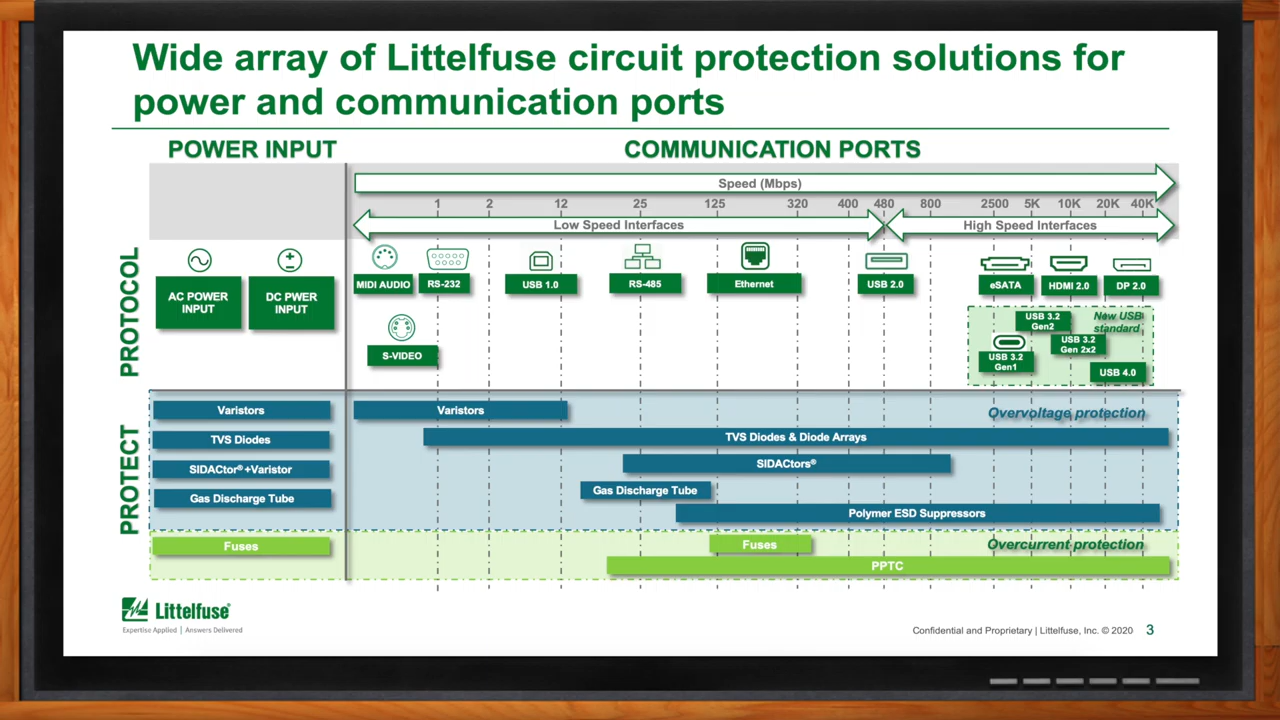 Wide array of Littelfuse circuit protection solutions for
power and communication ports
POWER INPUT
COMMUNICATION PORTS
Speed (Mbps)
1 2 12 25 125 320 400 480 800 2500 5K 10K 20K 40K
Low Speed Interfaces
High Speed Interfaces
PROTOCOL
AC POWER
INPUT
DC PWER
INPUT
MIDI AUDIO
RS-232
USB 1.0
RS-485
Ethernet
USB 2.0
eSATA
HDMI 2.0
DP 2.0
S-VIDEO
USB 3.2
Gen2
New USB
standard
USB 3.2
Gen 2x2
USB 3.2
Gen1
USB 4.0
PROTECT
Varistors
Varistors
Overvoltage protection
TVS Diodes
TVS Diodes & Diode Arrays
SIDACtor® +Varistor
SIDACtors®
Gas Discharge Tube
Gas Discharge Tube
Polymer ESD Suppressors
Fuses
Fuses
Overcurrent protection
PPTC
Littelfuse®
Expertise Applied | Answers Delivered
Confidential and Proprietary | Littelfuse, Inc. © 2020 3